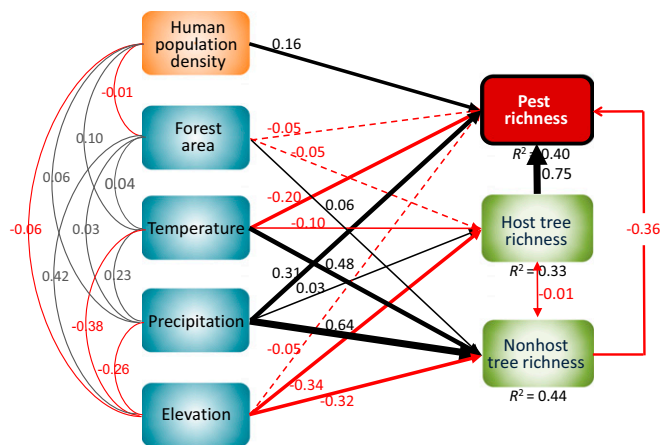 Human
population
density
0.16
-0.01
Pest
richness
Forest
area
-0.05
-0.05
0.10
0.04
R² = 0.40
0.75
0.06
-0.20
0.06
-0.06
0.03
Temperature
-0.10
Host tree
richness
-0.36
0.42
0.23
0.31
0.48
0.03
R² = 0.33
-0.01
-0.38
Precipitation
0.64
Nonhost
tree richness
-0.26
-0.05
-0.34
-0.32
R² = 0.44
Elevation